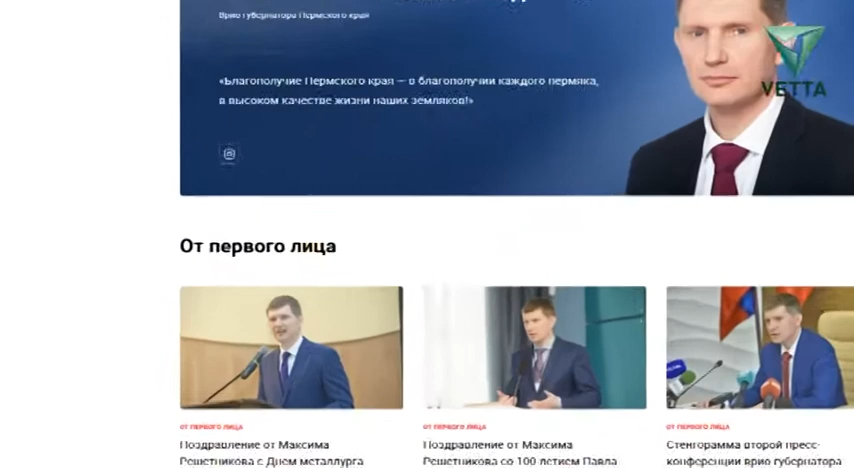 Врио губернатора Пермского края
«Благополучие Пермского края – в благополучии каждого пермяка,
в высоком качестве жизни наших земляков!»
VETTA
От первого лица
ОТ ПЕРВОГО ЛИЦА
Поздравление от Максима
Решетникова с Днем металлурга
ОТ ПЕРВОГО ЛИЦА
Поздравление от Максима
Решетникова со 100-летием Павла
ОТ ПЕРВОГО ЛИЦА
Стенограмма второй пресс-
конференции врио губернатора